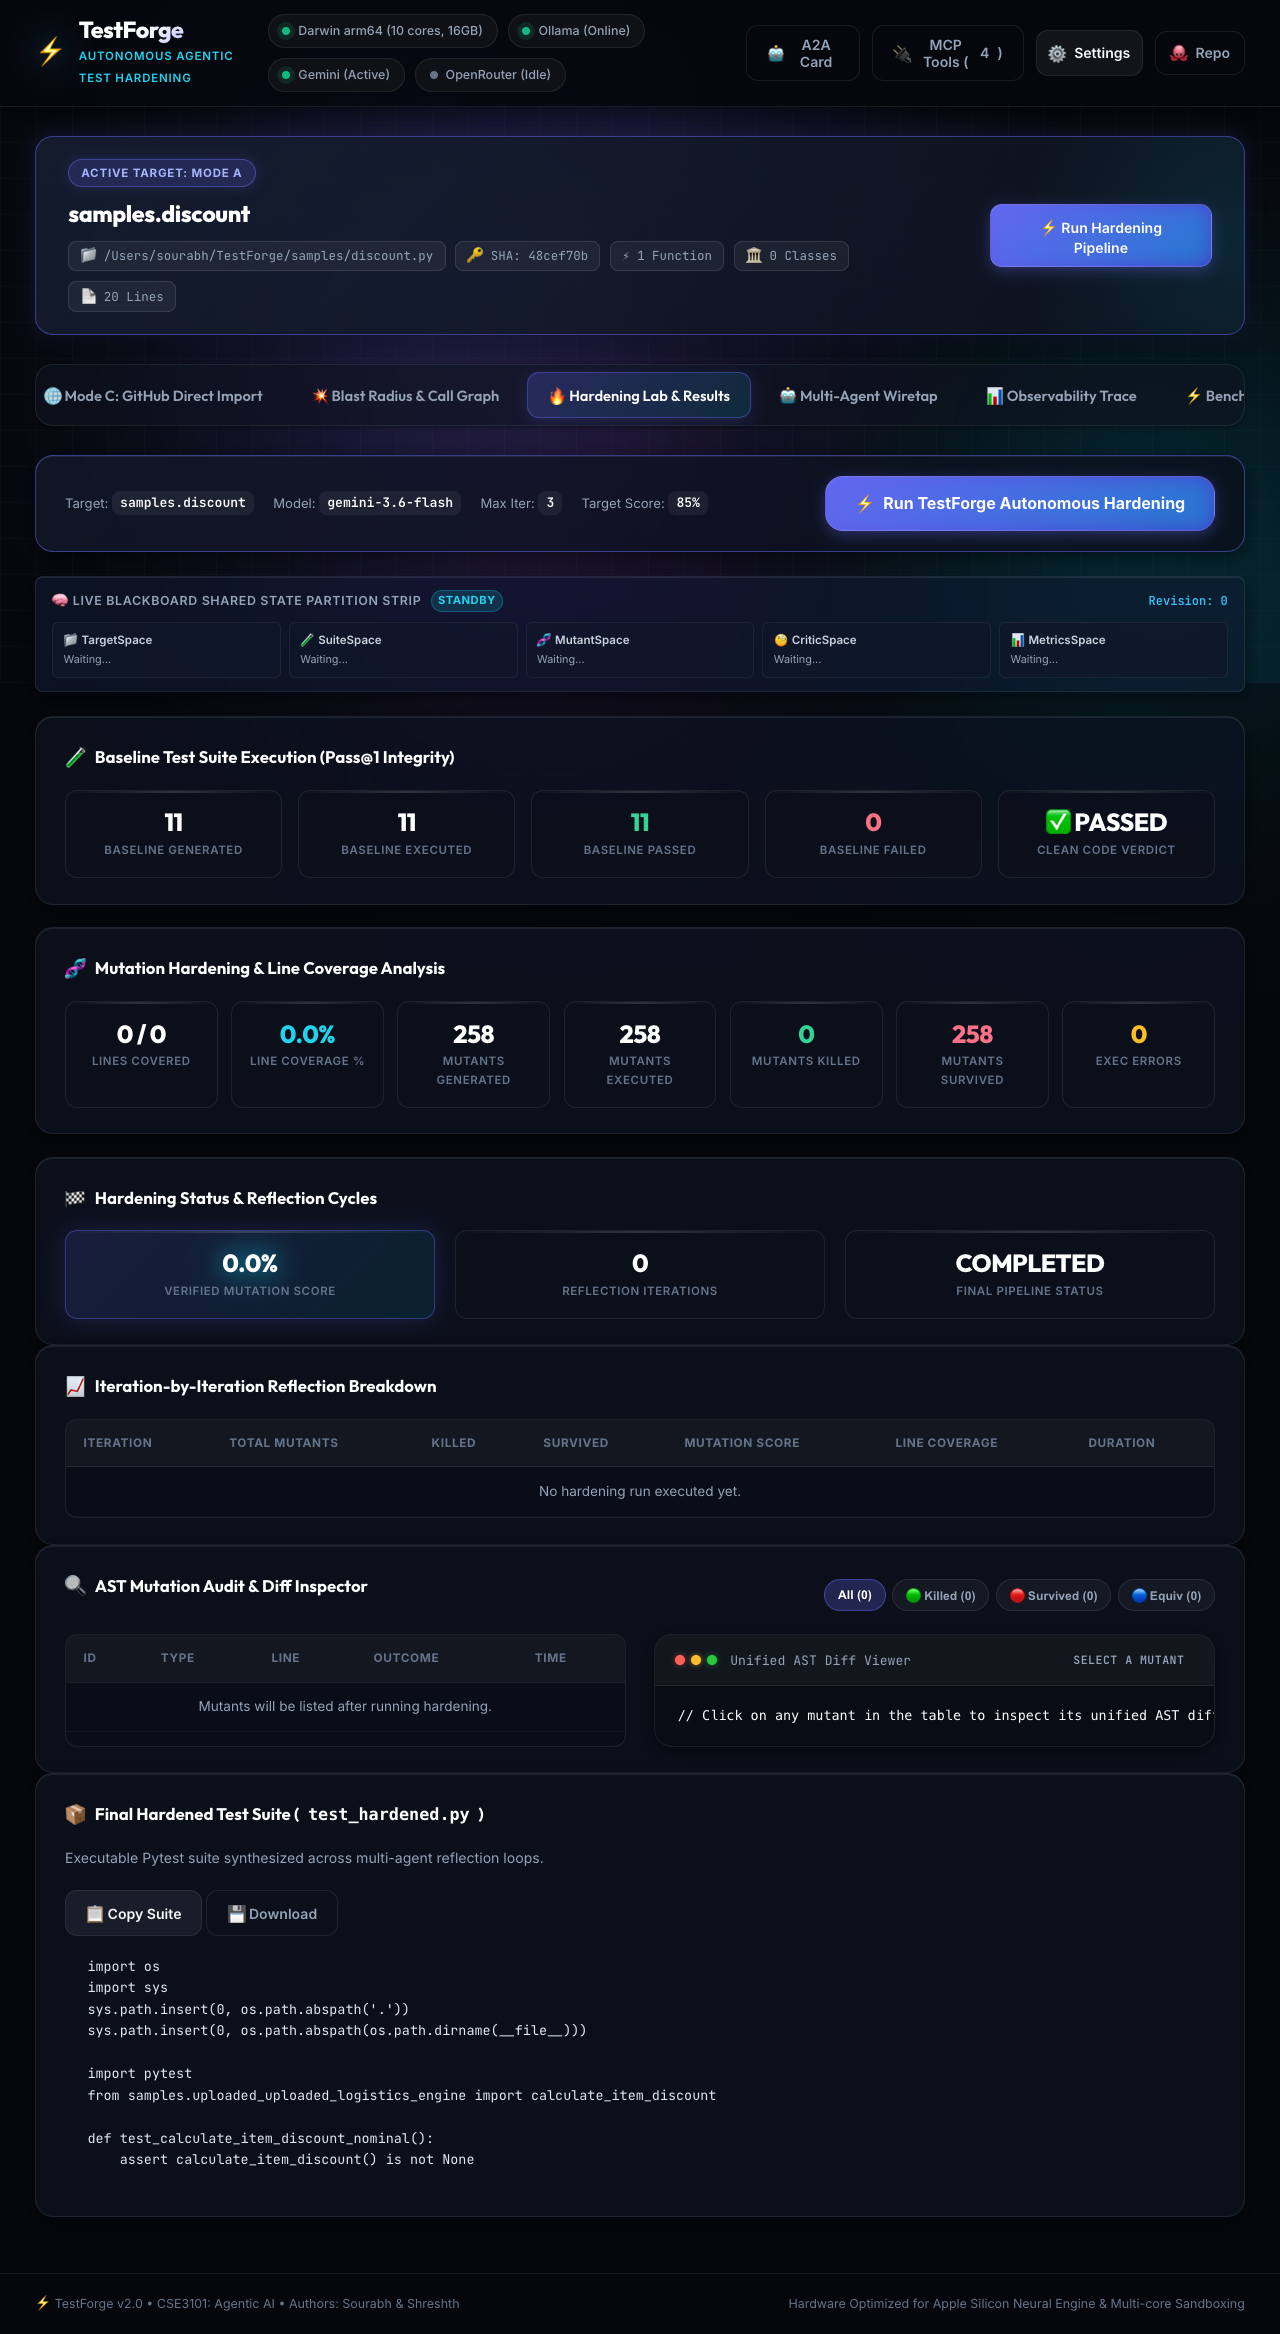 ⚡ TestForge
AUTONOMOUS AGENTIC
TEST HARDENING
Darwin arm64 (10 cores, 16GB)
Ollama (Online)
Gemini (Active)
OpenRouter (Idle)
🤖 A2A
Card
🔌 MCP
Tools ( 4 )
⚙️ Settings
🐙 Repo
ACTIVE TARGET: MODE A
samples.discount
📁 /Users/sourabh/TestForge/samples/discount.py
🔑 SHA: 48cef70b
⚡ 1 Function
🏛️ 0 Classes
📄 20 Lines
⚡ Run Hardening
Pipeline
🌐 Mode C: GitHub Direct Import
💥 Blast Radius & Call Graph
🔥 Hardening Lab & Results
🤖 Multi-Agent Wiretap
📊 Observability Trace
⚡ Bench
Target: samples.discount
Model: gemini-3.6-flash
Max Iter: 3
Target Score: 85%
⚡ Run TestForge Autonomous Hardening
🧠 LIVE BLACKBOARD SHARED STATE PARTITION STRIP
STANDBY
Revision: 0
📁 TargetSpace
Waiting...
🧪 SuiteSpace
Waiting...
🧬 MutantSpace
Waiting...
🧐 CriticSpace
Waiting...
📊 MetricsSpace
Waiting...
🧪 Baseline Test Suite Execution (Pass@1 Integrity)
11
BASELINE GENERATED
11
BASELINE EXECUTED
11
BASELINE PASSED
0
BASELINE FAILED
✅ PASSED
CLEAN CODE VERDICT
🧬 Mutation Hardening & Line Coverage Analysis
0 / 0
LINES COVERED
0.0%
LINE COVERAGE %
258
MUTANTS
GENERATED
258
MUTANTS
EXECUTED
0
MUTANTS KILLED
258
MUTANTS
SURVIVED
0
EXEC ERRORS
🏁 Hardening Status & Reflection Cycles
0.0%
VERIFIED MUTATION SCORE
0
REFLECTION ITERATIONS
COMPLETED
FINAL PIPELINE STATUS
📈 Iteration-by-Iteration Reflection Breakdown
ITERATION TOTAL MUTANTS KILLED SURVIVED MUTATION SCORE LINE COVERAGE DURATION
No hardening run executed yet.
🔍 AST Mutation Audit & Diff Inspector
All (0)
🟢 Killed (0)
🔴 Survived (0)
🔵 Equiv (0)
ID TYPE LINE OUTCOME TIME
Mutants will be listed after running hardening.
Unified AST Diff Viewer
SELECT A MUTANT
// Click on any mutant in the table to inspect its unified AST dif
📦 Final Hardened Test Suite ( test_hardened.py )
Executable Pytest suite synthesized across multi-agent reflection loops.
📋 Copy Suite
💾 Download
import os
import sys
sys.path.insert(0, os.path.abspath('.'))
sys.path.insert(0, os.path.abspath(os.path.dirname(__file__)))
import pytest
from samples.uploaded_uploaded_logistics_engine import calculate_item_discount
def test_calculate_item_discount_nominal():
    assert calculate_item_discount() is not None
⚡ TestForge v2.0 • CSE3101: Agentic AI • Authors: Sourabh & Shreshth
Hardware Optimized for Apple Silicon Neural Engine & Multi-core Sandboxing